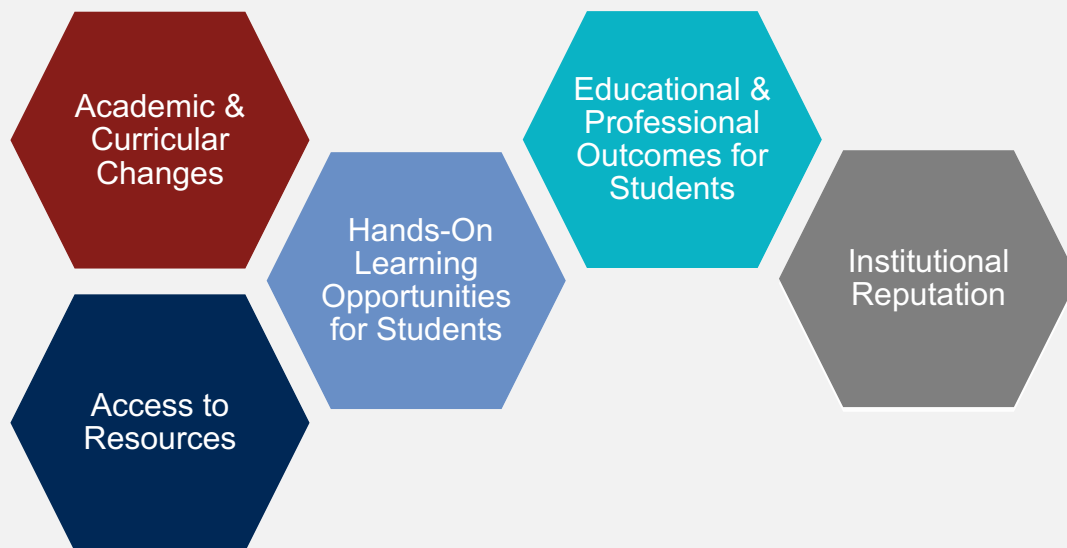 Academic &
Curricular
Changes
Access to
Resources
Hands-On
Learning
Opportunities
for Students
Educational &
Professional
Outcomes for
Students
Institutional
Reputation